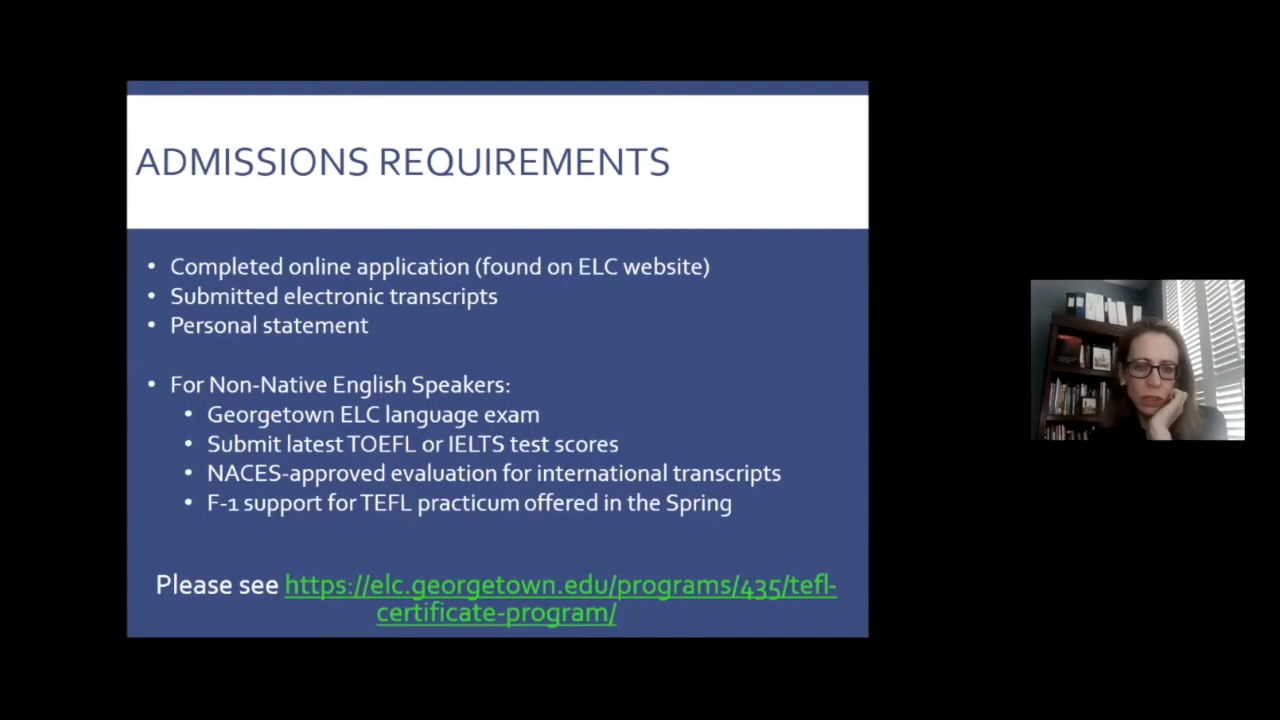 ADMISSIONS REQUIREMENTS
• Completed online application (found on ELC website)
• Submitted electronic transcripts
• Personal statement
• For Non-Native English Speakers:
• Georgetown ELC language exam
• Submit latest TOEFL or IELTS test scores
• NACES-approved evaluation for international transcripts
• F-1 support for TEFL practicum offered in the Spring
Please see https://elc.georgetown.edu/programs/435/tefl-
certificate-program/